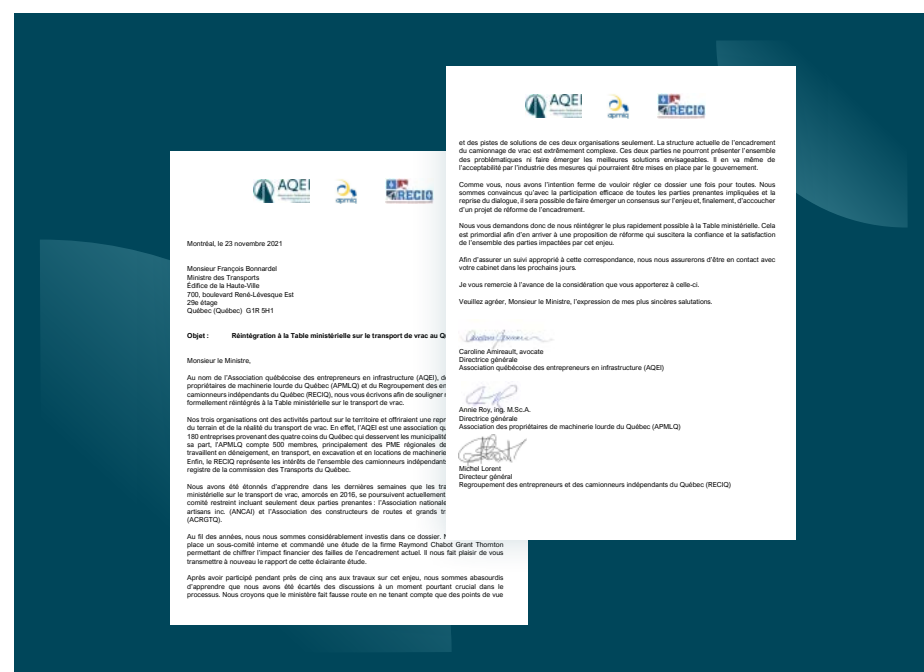 AQEI
apmlq
RECIQ
Montréal, le 23 novembre 2021
Monsieur François Bonnardel
Ministre des Transports
Édifice de la Haute-Ville
700, boulevard René-Lévesque Est
29e étage
Québec (Québec) G1R 5H1
Objet : Réintégration à la Table ministérielle sur le transport de vrac au
Monsieur le Ministre,
Au nom de l'Association québécoise des entrepreneurs en infrastructure (AQEI),
propriétaires de machinerie lourde du Québec (APMLQ) et du Regroupement des
camionneurs indépendants du Québec (RECIQ), nous vous écrivons afin de souligner
formellement réintégrés à la Table ministérielle sur le transport de vrac.
Nos trois organisations ont des activités partout sur le territoire et offriraient une
du terrain et de la réalité du transport de vrac. En effet, l'AQEI est une association
180 entreprises provenant des quatre coins du Québec qui desservent les
sa part, l'APMLQ compte 500 membres, principalement des PME régionales
travaillent en déneigement, en transport, en excavation et en locations de
Enfin, le RECIQ représente les intérêts de l'ensemble des camionneurs
registre de la commission des Transports du Québec.
Nous avons été étonnés d'apprendre dans les dernières semaines que les
ministérielle sur le transport de vrac, amorcés en 2016, se poursuivent actuellement
comité restreint incluant seulement deux parties prenantes : l'Association nationale
artisans inc. (ANCAI) et l'Association des constructeurs de routes et grands
(ACRGTQ).
Au fil des années, nous nous sommes considérablement investis dans ce dossier.
place un sous-comité interne et commandé une étude de la firme Raymond Chabot Grant Thornton
permettant de chiffrer l'impact financier des failles de l'encadrement actuel. Il nous fait plaisir de vous
transmettre à nouveau le rapport de cette éclairante étude.
Après avoir participé pendant près de cinq ans aux travaux sur cet enjeu, nous sommes abasourdis
d'apprendre que nous avons été écartés des discussions à un moment pourtant crucial dans le
processus. Nous croyons que le ministère fait fausse route en ne tenant compte que des points de vue
AQEI
apmlq
RECIQ
et des pistes de solutions de ces deux organisations seulement. La structure actuelle de l'encadrement
du camionnage de vrac est extrêmement complexe. Ces deux parties ne pourront présenter l'ensemble
des problématiques ni faire émerger les meilleures solutions envisageables. Il en va même de
l'acceptabilité par l'industrie des mesures qui pourraient être mises en place par le gouvernement.
Comme vous, nous avons l'intention ferme de vouloir régler ce dossier une fois pour toutes. Nous
sommes convaincus qu'avec la participation efficace de toutes les parties prenantes impliquées et la
reprise du dialogue, il sera possible de faire émerger un consensus sur l'enjeu et, finalement, d'accoucher
d'un projet de réforme de l'encadrement.
Nous vous demandons donc de nous réintégrer le plus rapidement possible à la Table ministérielle. Cela
est primordial afin d'en arriver à une proposition de réforme qui suscitera la confiance et la satisfaction
de l'ensemble des parties impactées par cet enjeu.
Afin d'assurer un suivi approprié à cette correspondance, nous nous assurerons d'être en contact avec
votre cabinet dans les prochains jours.
Je vous remercie à l'avance de la considération que vous apporterez à celle-ci.
Veuillez agréer, Monsieur le Ministre, l'expression de mes plus sincères salutations.
Caroline Amireault, avocate
Directrice générale
Association québécoise des entrepreneurs en infrastructure (AQEI)
Annie Roy, ing. M.Sc.A.
Directrice générale
Association des propriétaires de machinerie lourde du Québec (APMLQ)
Michel Lorent
Directeur général
Regroupement des entrepreneurs et des camionneurs indépendants du Québec (RECIQ)